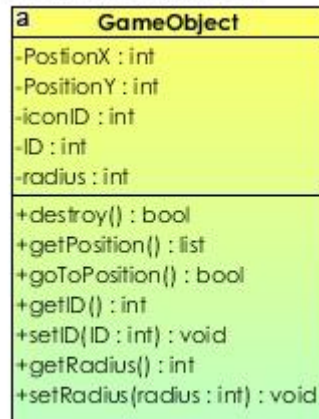 a
GameObject
-PostionX : int
-PositionY : int
-iconID : int
-ID : int
-radius : int
+destroy() : bool
+getPosition() : list
+goToPosition() : bool
+getID() : int
+setID(ID : int) : void
+getRadius() : int
+setRadius(radius : int) : void